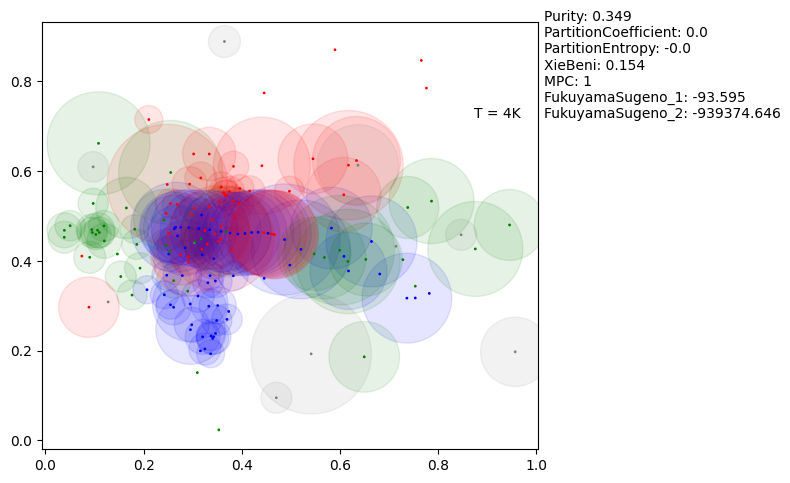 Purity: 0.349
PartitionCoefficient: 0.0
PartitionEntropy: -0.0
XieBeni: 0.154
MPC: 1
FukuyamaSugeno_1: -93.595
FukuyamaSugeno_2: -939374.646
T = 4K
0.8
0.6
0.4
0.2
0.0
0.0 0.2 0.4 0.6 0.8 1.0